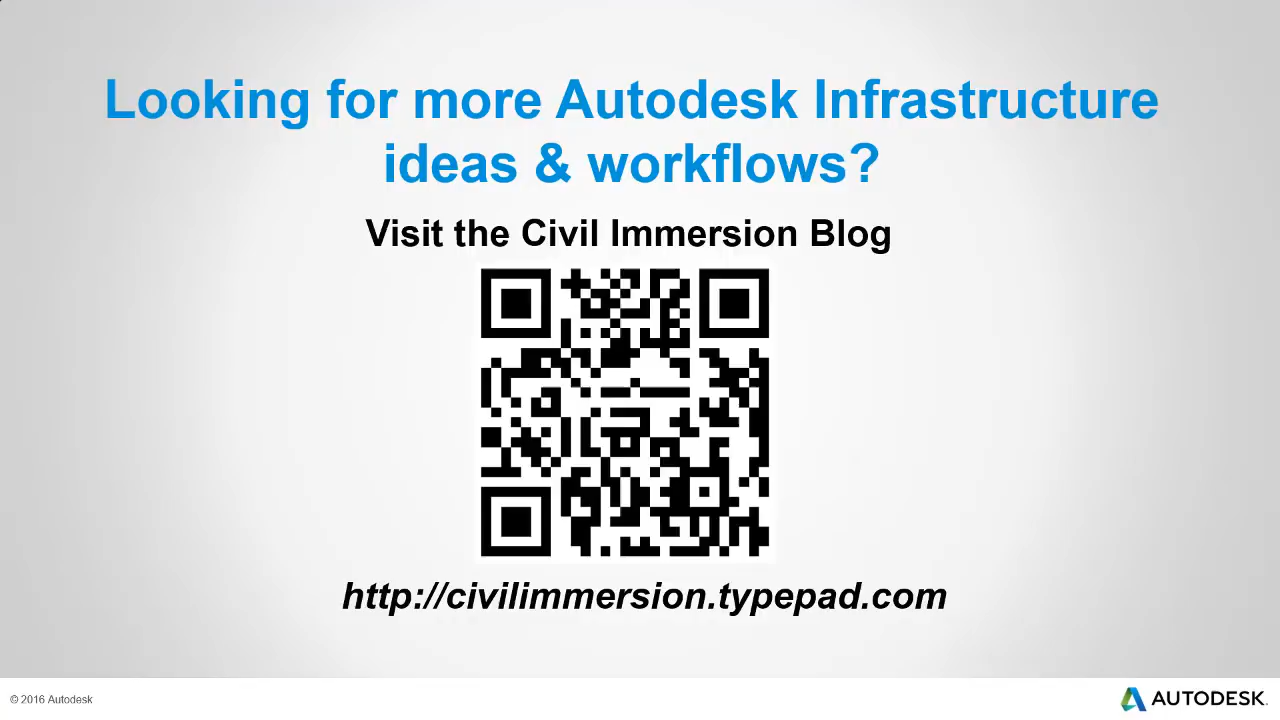 Looking for more Autodesk Infrastructure
ideas & workflows?
Visit the Civil Immersion Blog
http://civilimmersion.typepad.com
© 2016 Autodesk
AUTODESK.